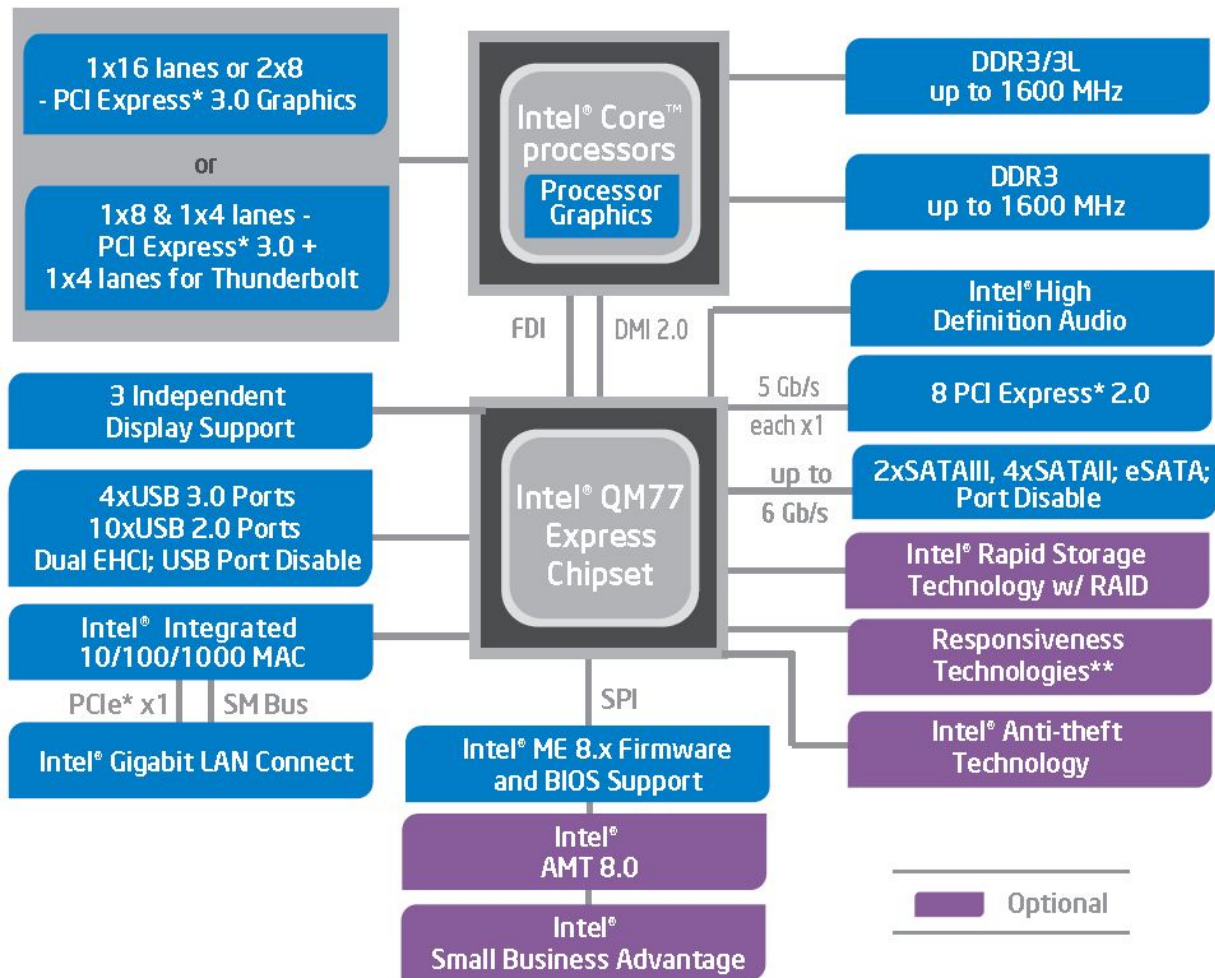 1x16 lanes or 2x8
- PCI Express* 3.0 Graphics
or
1x8 & 1x4 lanes -
PCI Express* 3.0 +
1x4 lanes for Thunderbolt
Intel® Core™
processors
Processor
Graphics
DDR3/3L
up to 1600 MHz
DDR3
up to 1600 MHz
FDI
DMI 2.0
Intel® High
Definition Audio
5 Gb/s
each x1
8 PCI Express* 2.0
up to
6 Gb/s
2xSATAIII, 4xSATAII; eSATA;
Port Disable
3 Independent
Display Support
4xUSB 3.0 Ports
10xUSB 2.0 Ports
Dual EHCI; USB Port Disable
Intel® QM77
Express
Chipset
Intel® Rapid Storage
Technology w/ RAID
Intel® Integrated
10/100/1000 MAC
Responsiveness
Technologies**
PCIe* x1
SM Bus
Intel® Gigabit LAN Connect
SPI
Intel® Anti-theft
Technology
Intel® ME 8.x Firmware
and BIOS Support
Intel®
AMT 8.0
Intel®
Small Business Advantage
Optional